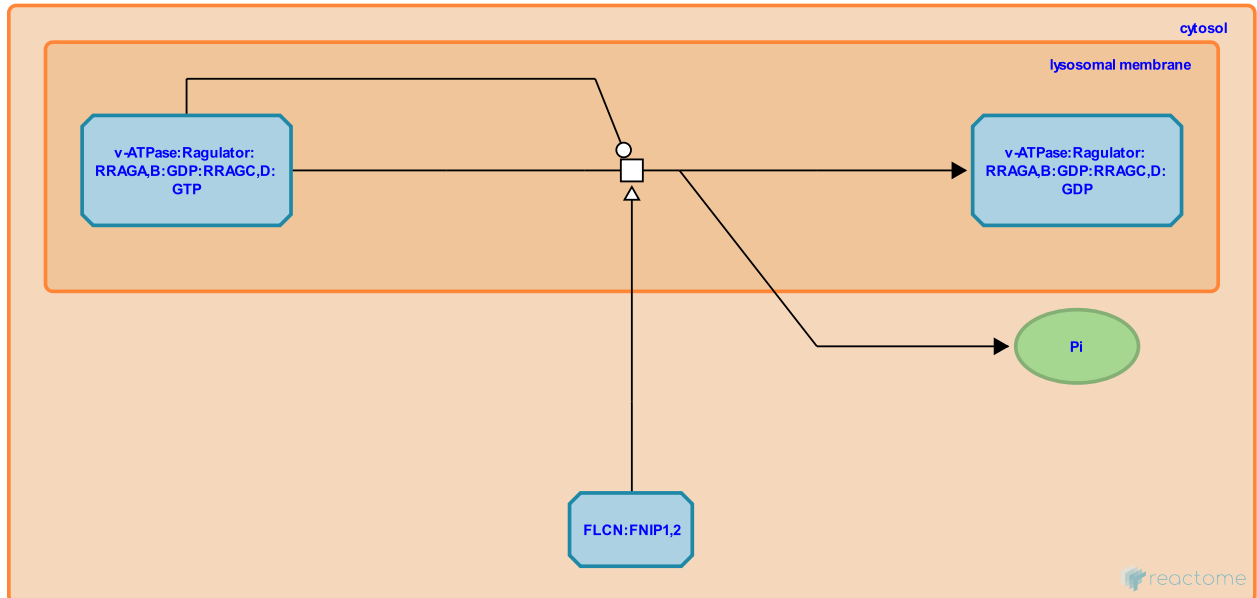 cytosol
lysosomal membrane
v-ATPase:Ragulator:
RRAGA,B:GDP:RRAGC,D:
GTP
v-ATPase:Ragulator:
RRAGA,B:GDP:RRAGC,D:
GDP
Pi
FLCN:FNIP1,2
reactome